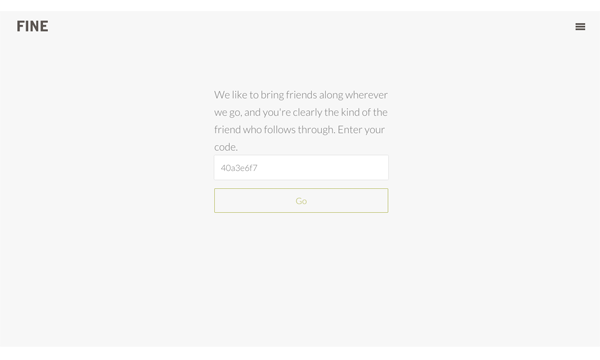 FINE
We like to bring friends along wherever
we go, and you're clearly the kind of the
friend who follows through. Enter your
code.
40a3e6f7
Go